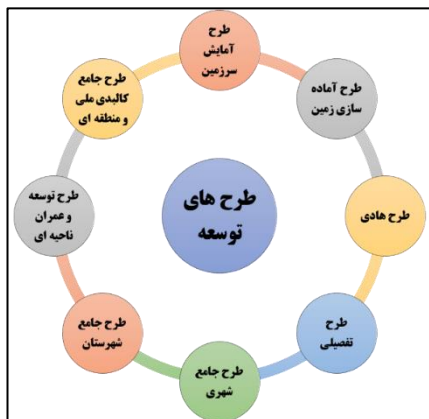 طرح
آمایش
سرزمین
طرح آماده
سازی زمین
طرح هادی
طرح
تفصیلی
طرح جامع
شهری
طرح جامع
شهرستان
طرح توسعه
و عمران
ناحیه ای
طرح جامع
کالبدی ملی
و منطقه ای
طرح های
توسعه